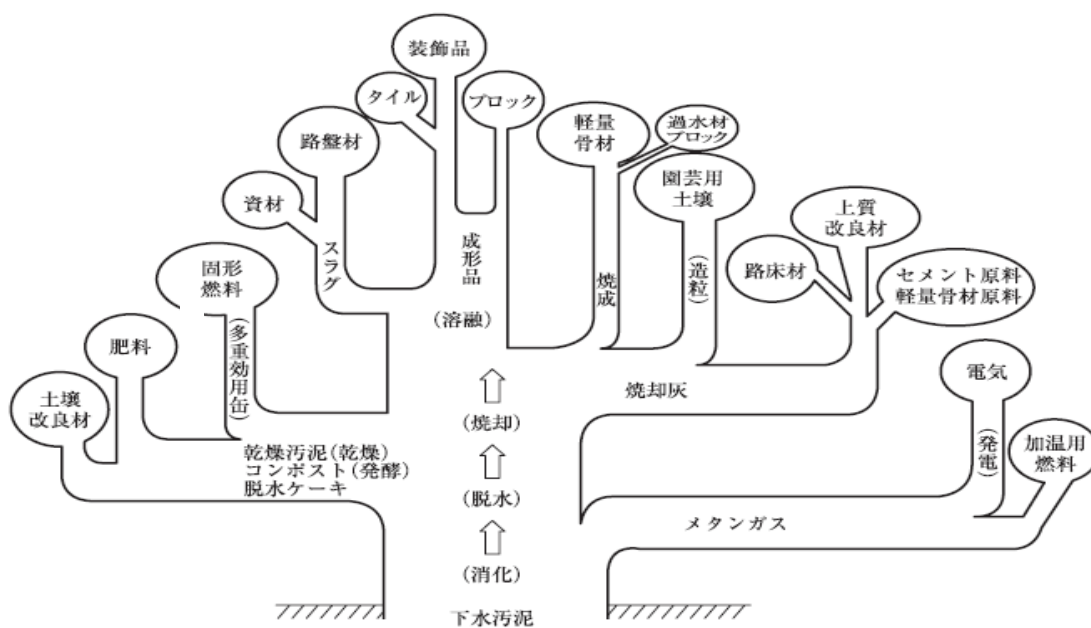 装飾品
タイル
ブロック
路盤材
資材
スラグ
成形品
(溶融)
軽量
骨材
過水材
ブロック
園芸用
土壌
焼成
(造粒)
上質
改良材
路床材
セメント原料
軽量骨材原料
固形
燃料
(多重効用缶)
肥料
土壌
改良材
乾燥汚泥(乾燥)
コンポスト(発酵)
脱水ケーキ
焼却灰
(焼却)
(脱水)
(消化)
下水汚泥
電気
(発電)
加温用
燃料
メタンガス